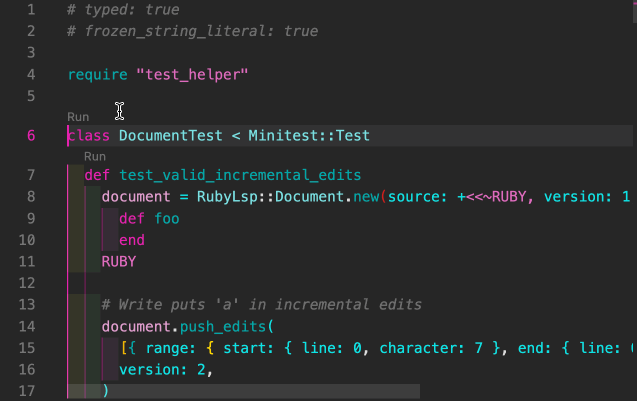 1 # typed: true
2 # frozen_string_literal: true
3
4 require "test_helper"
5
Run
6 class DocumentTest < Minitest::Test
Run
7 def test_valid_incremental_edits
8 document = RubyLsp::Document.new(source: +<<~RUBY, version: 1
9 def foo
10 end
11 RUBY
12
13 # Write puts 'a' in incremental edits
14 document.push_edits(
15 [{ range: { start: { line: 0, character: 7 }, end: { line:
16 version: 2,
17 )